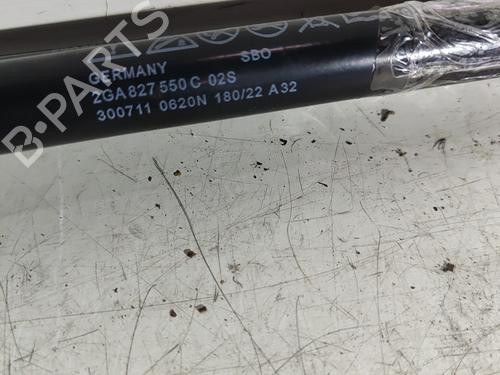 SBO
GERMANY
2GA 827 550 C 02S
300711 0620N 180/22 A32
B-PARTS